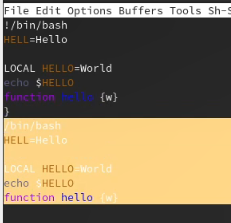 File Edit Options Buffers Tools Sh-S
!/bin/bash
HELL=Hello
LOCAL HELLO=World
echo $HELLO
function hello {w}
}
/bin/bash
HELL=Hello
LOCAL HELLO=World
echo $HELLO
function hello {w}